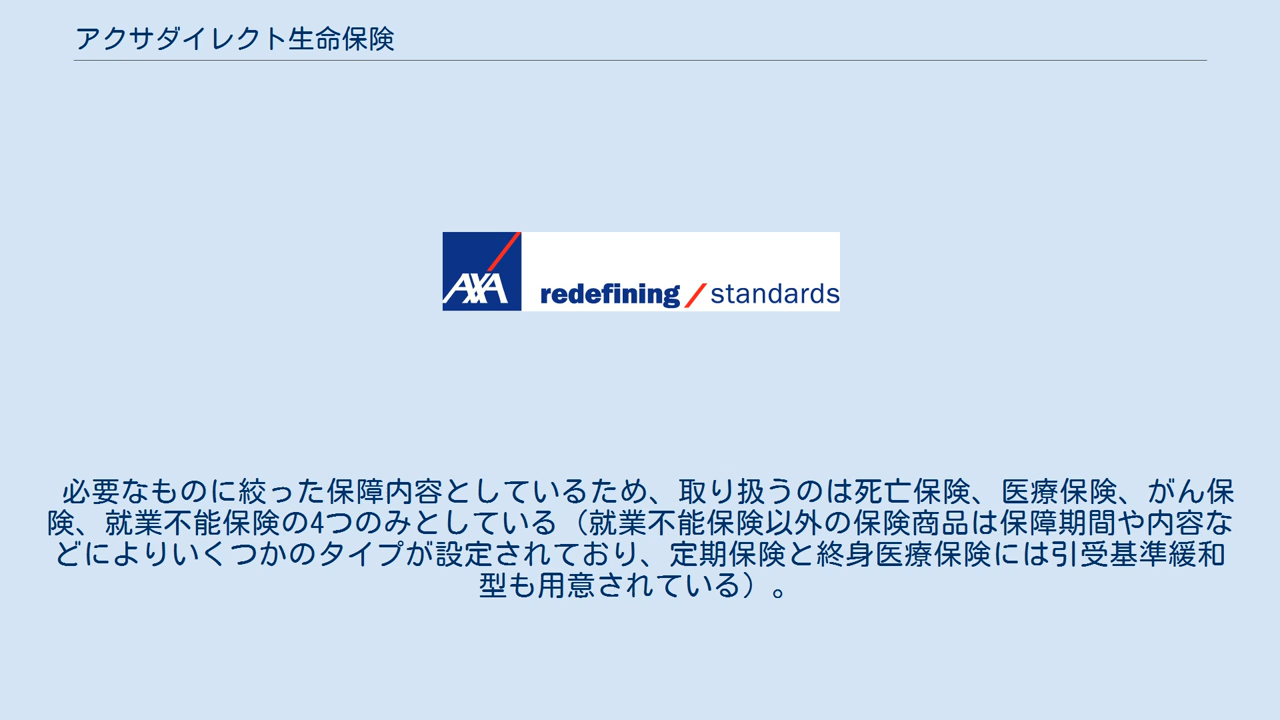 アクサダイレクト生命保険
AXA
redefining / standards
必要なものに絞った保障内容としているため、取り扱うのは死亡保険、医療保険、がん保
険、就業不能保険の4つのみとしている（就業不能保険以外の保険商品は保障期間や内容な
どによりいくつかのタイプが設定されており、定期保険と終身医療保険には引受基準緩和
型も用意されている）。